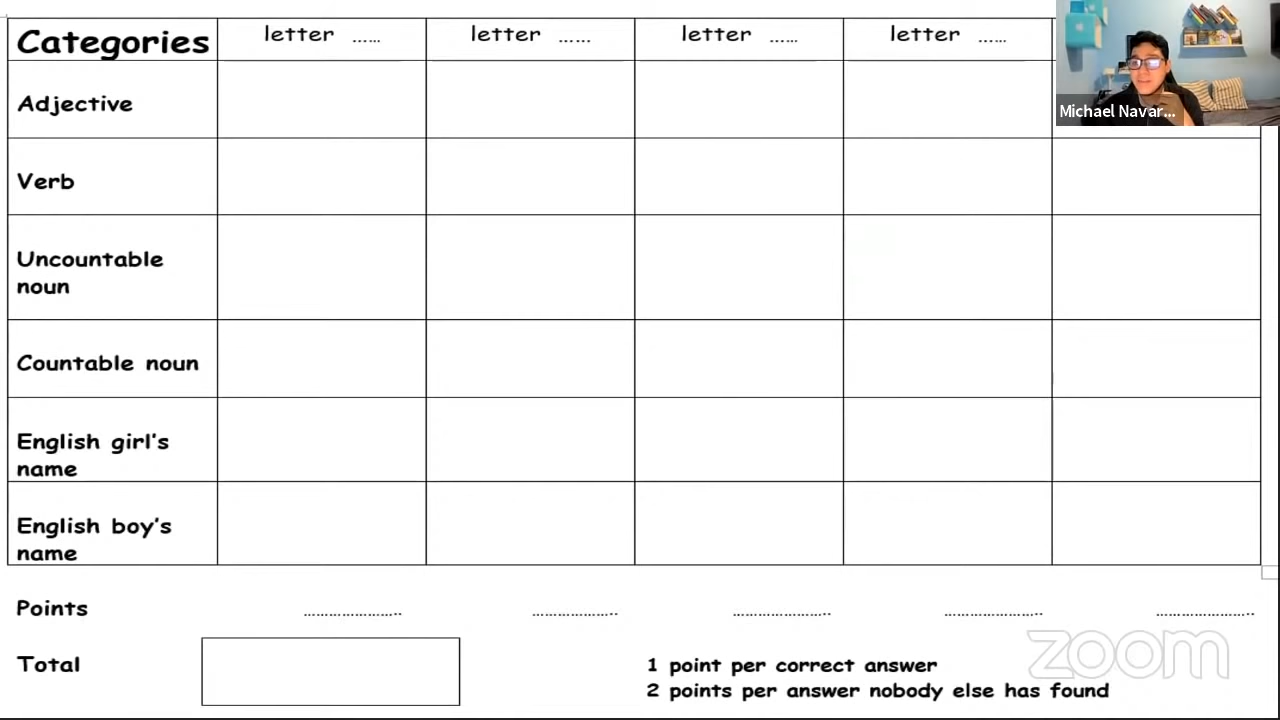 Categories letter ...... letter ...... letter ...... letter ......
Michael Navar...
Adjective
Verb
Uncountable
noun
Countable noun
English girl's
name
English boy's
name
Points ........................ ........................ ........................ ........................ ........................
Total
1 point per correct answer
2 points per answer nobody else has found
zoom